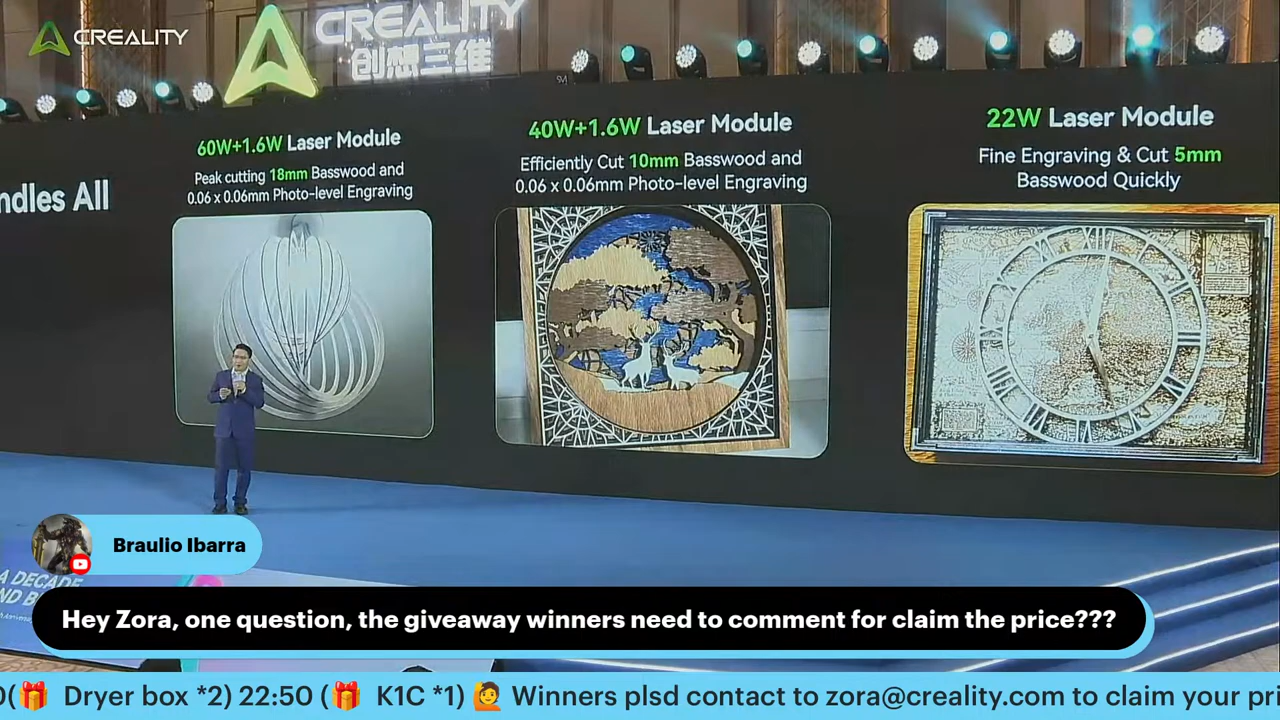 CREALITY
CREALITY
创想三维
ndles All
60W+1.6W Laser Module
Peak cutting 18mm Basswood and
0.06 x 0.06mm Photo-level Engraving
40W+1.6W Laser Module
Efficiently Cut 10mm Basswood and
0.06 x 0.06mm Photo-level Engraving
22W Laser Module
Fine Engraving & Cut 5mm
Basswood Quickly
Braulio Ibarra
A DECADE
ND B
Hey Zora, one question, the giveaway winners need to comment for claim the price???
0(🎁 Dryer box *2) 22:50 (🎁 K1C *1) 🙋 Winners plsd contact to zora@creality.com to claim your pri